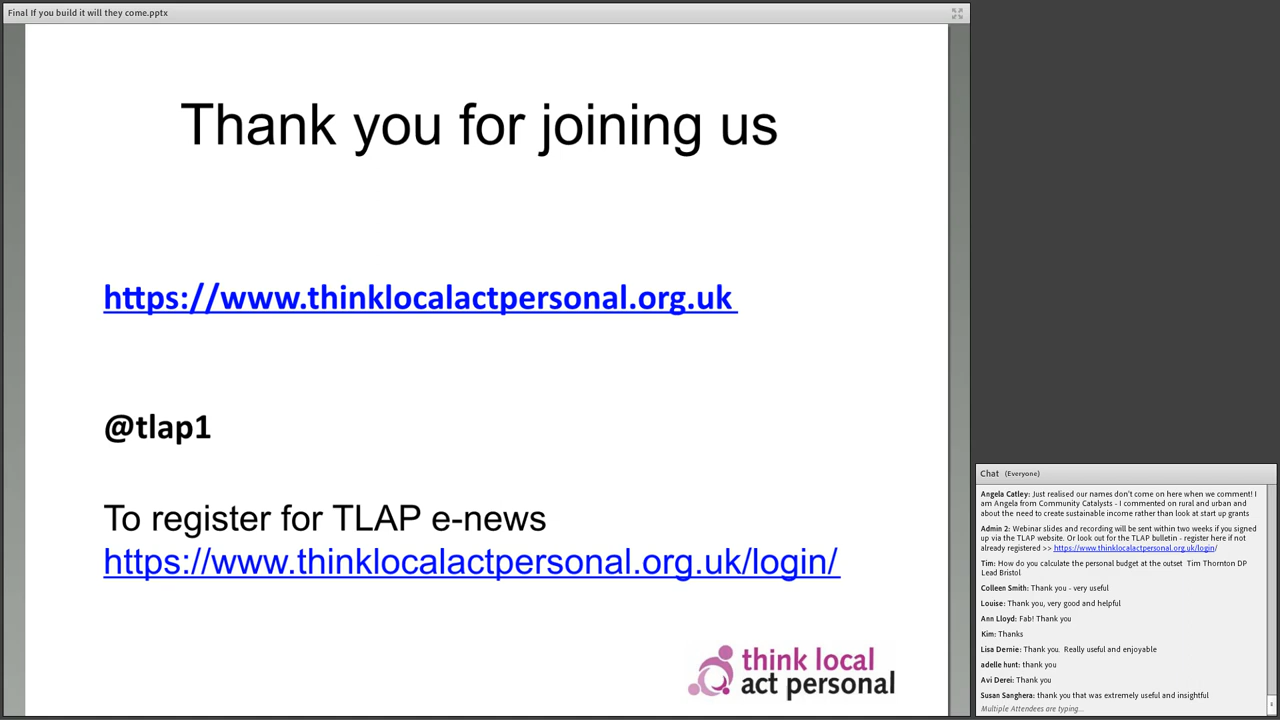 Final If you build it will they come.pptx
Thank you for joining us
https://www.thinklocalactpersonal.org.uk
@tlap1
To register for TLAP e-news
https://www.thinklocalactpersonal.org.uk/login/
think local
act personal
Chat (Everyone)
Angela Catley: Just realised our names don't come on here when we comment! I
am Angela from Community Catalysts - I commented on rural and urban and
about the need to create sustainable income rather than look at start up grants
Admin 2: Webinar slides and recording will be sent within two weeks if you signed
up via the TLAP website. Or look out for the TLAP bulletin - register here if not
already registered >> https://www.thinklocalactpersonal.org.uk/login/
Tim: How do you calculate the personal budget at the outset Tim Thornton DP
Lead Bristol
Colleen Smith: Thank you - very useful
Louise: Thank you, very good and helpful
Ann Lloyd: Fab! Thank you
Kim: Thanks
Lisa Dernie: Thank you. Really useful and enjoyable
adelle hunt: thank you
Avi Derei: Thank you
Susan Sanghera: thank you that was extremely useful and insightful
Multiple Attendees are typing...